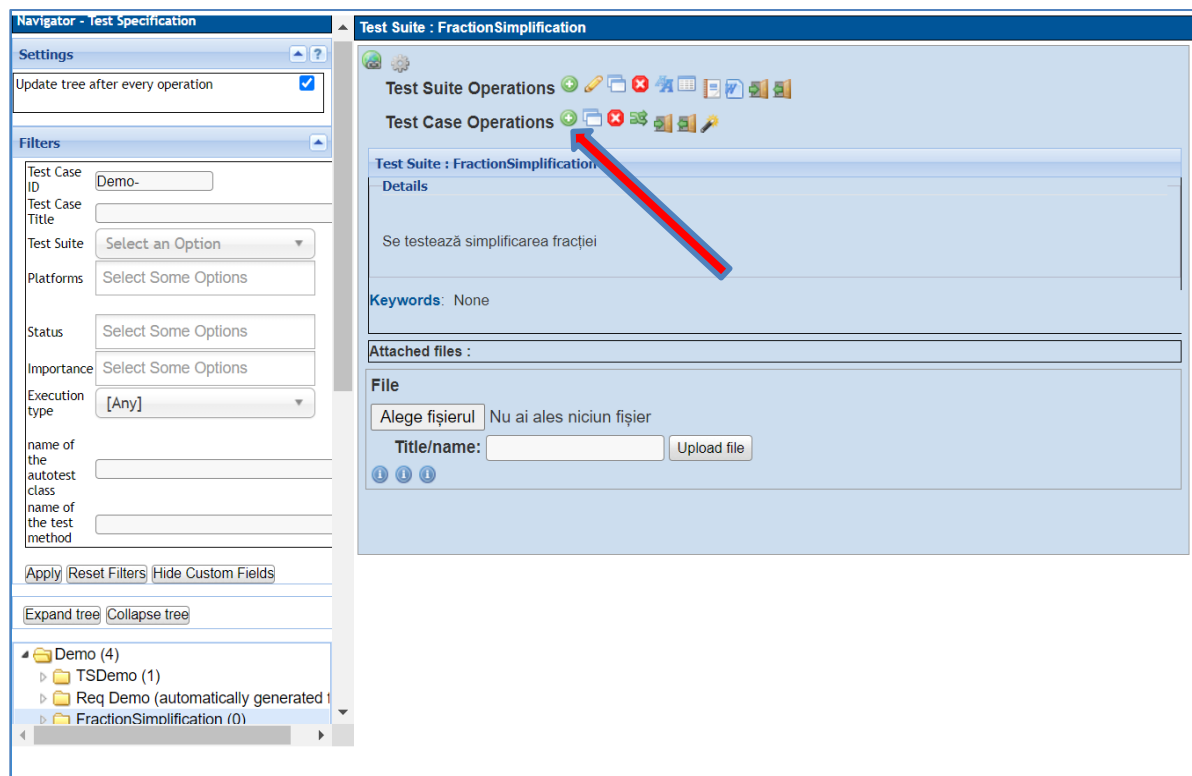 Navigator - Test Specification
Settings
?
Update tree after every operation
Filters
Test Case ID
Demo-
Test Case Title
Test Suite
Select an Option
Platforms
Select Some Options
Status
Select Some Options
Importance
Select Some Options
Execution type
[Any]
name of the autotest class
name of the test method
Apply Reset Filters Hide Custom Fields
Expand tree Collapse tree
Demo (4)
TSDemo (1)
Req Demo (automatically generated
FractionSimplification (0)
Test Suite : FractionSimplification
Test Suite Operations
Test Case Operations
Test Suite : FractionSimplification
Details
Se testează simplificarea fracției
Keywords: None
Attached files :
File
Alege fișierul Nu ai ales niciun fișier
Title/name: Upload file